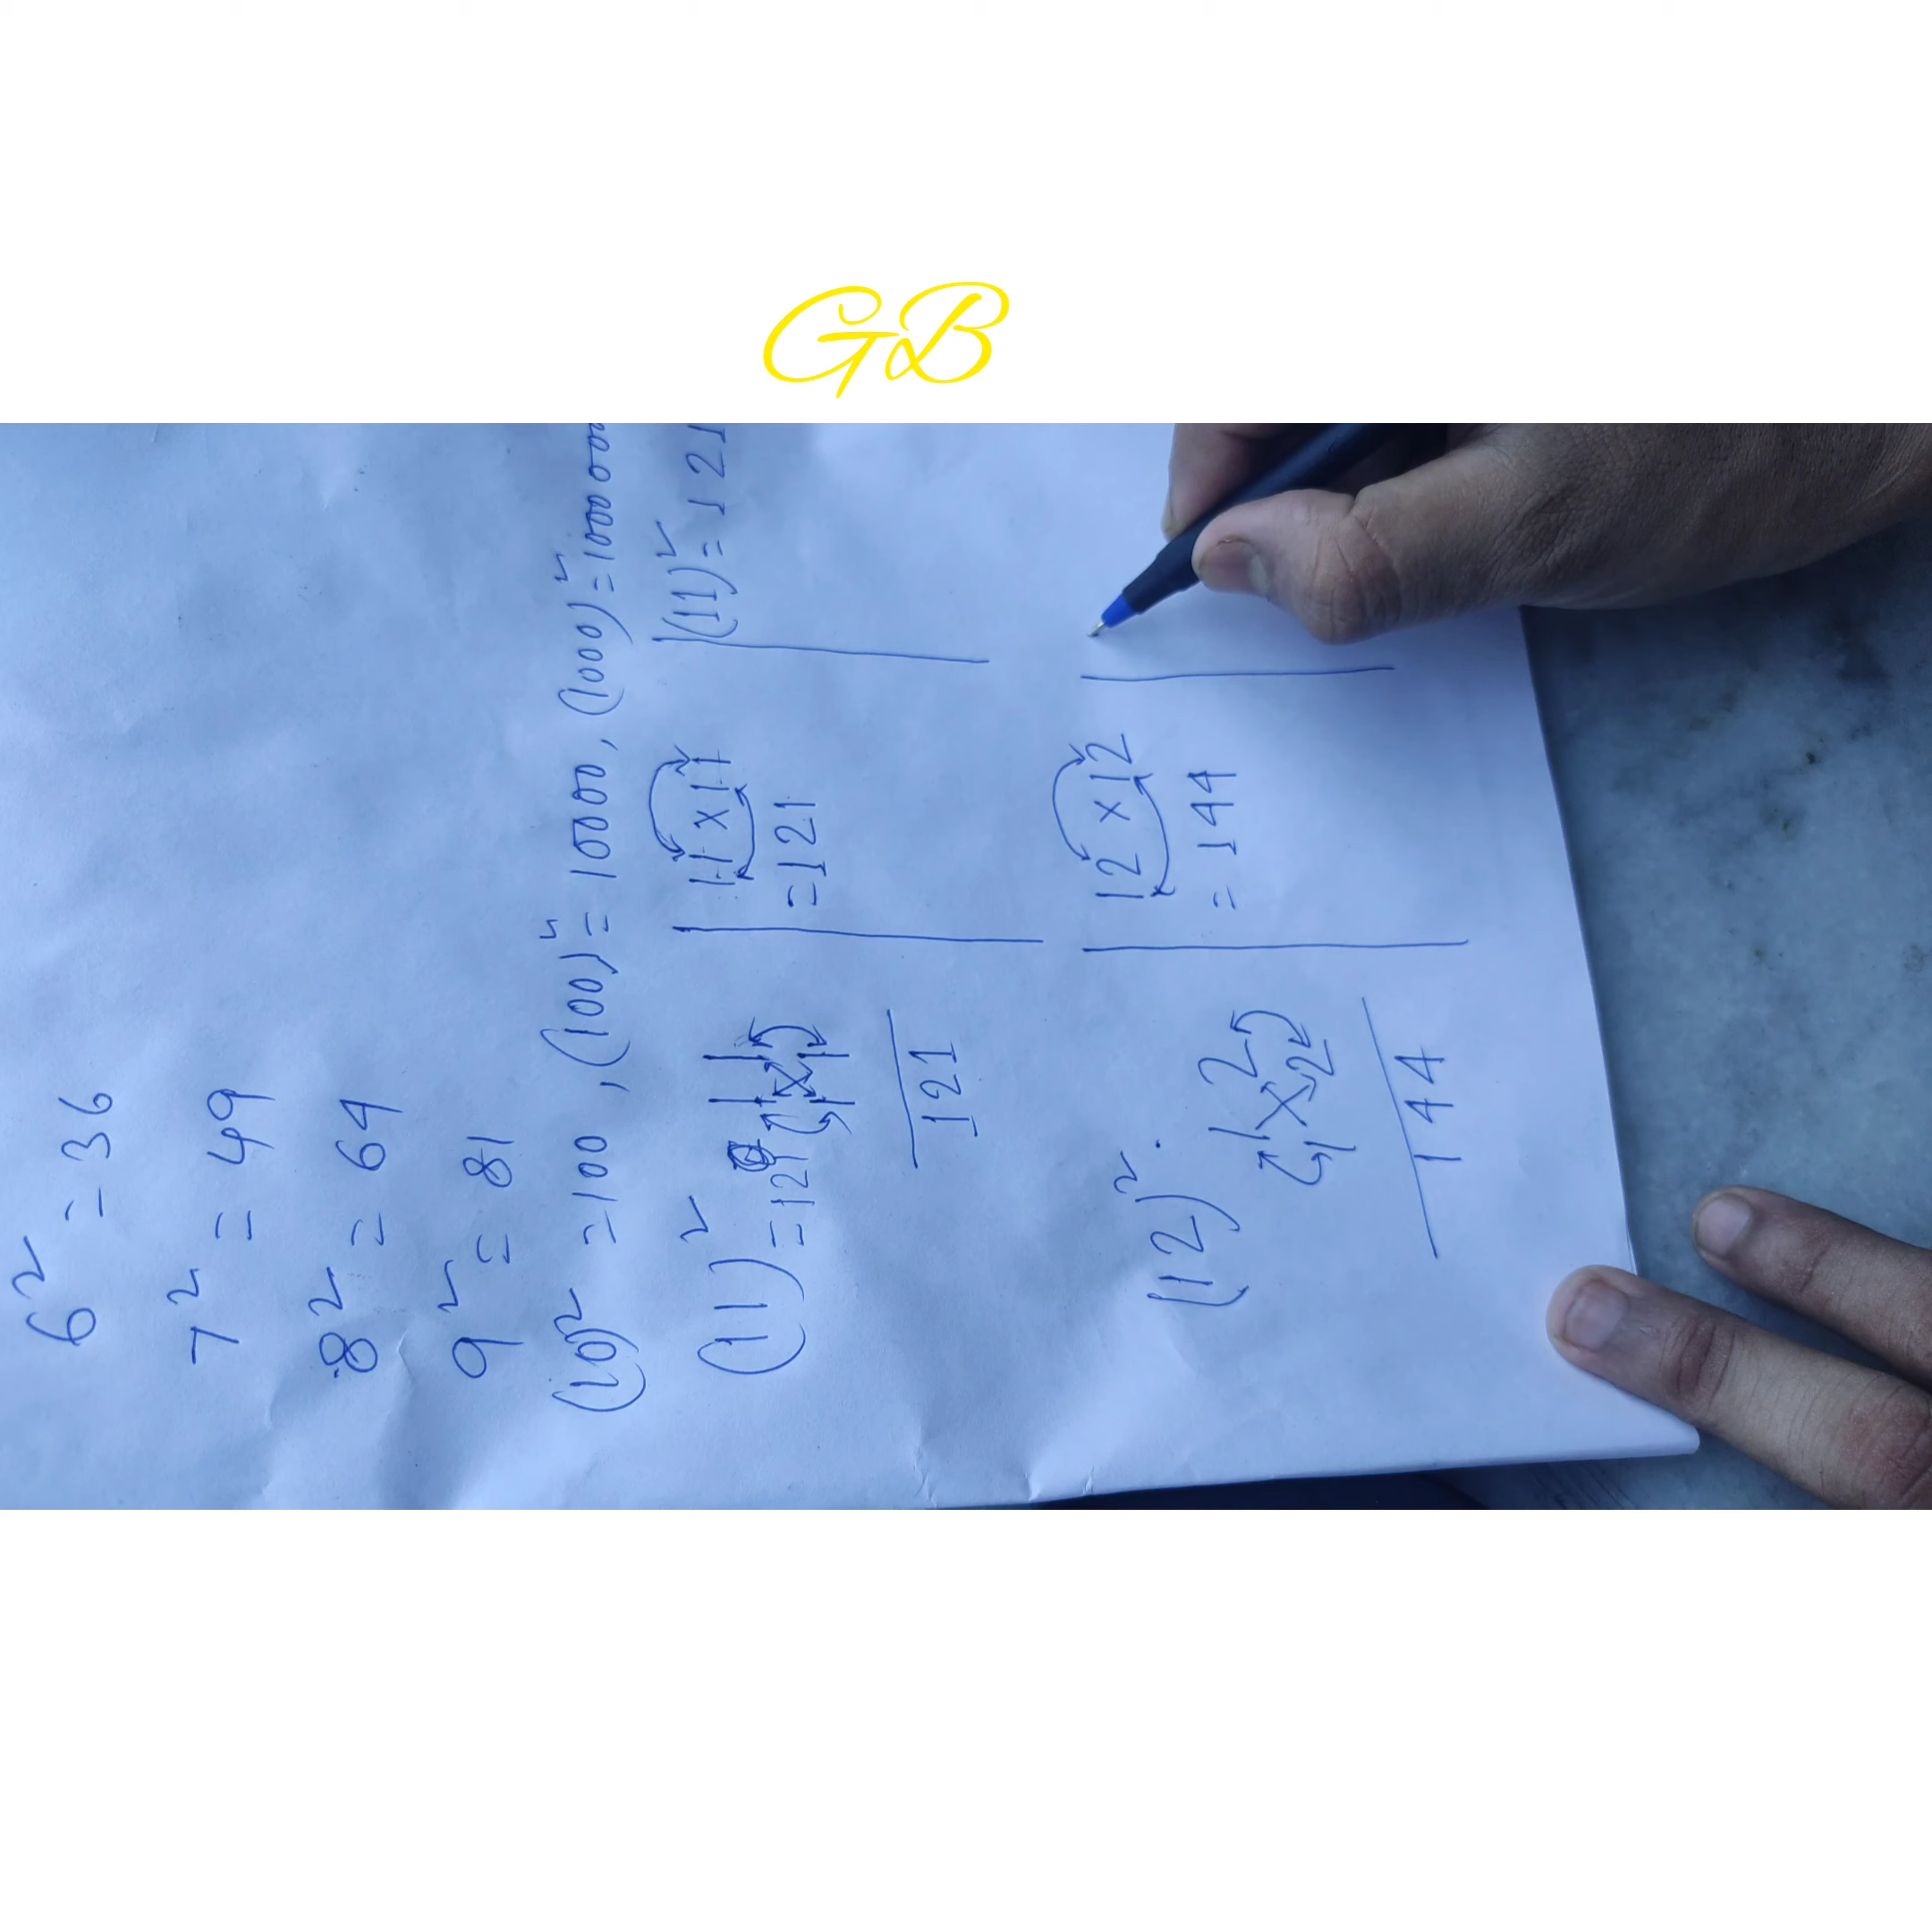 GB
6² = 36
7² = 49
8² = 64
9² = 81
(10)² = 100, (100)² = 10000, (1000)² = 1000000
(11)² = 121
11
11
121
11 x 11
= 121
(11)² = 121
(12)².
12
12
144
12 x 12
= 144